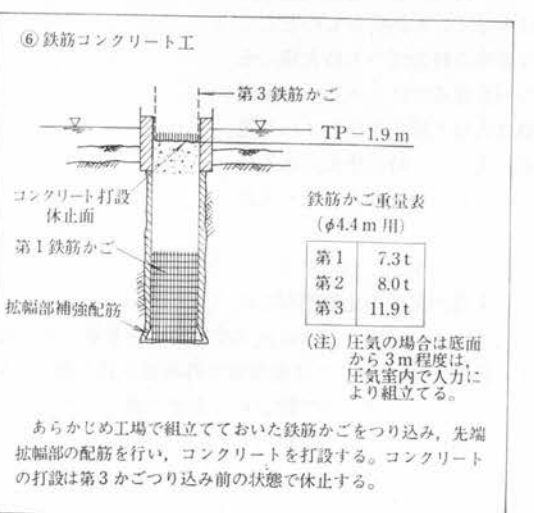 ⑥ 鉄筋コンクリート工
第3鉄筋かご
TP−1.9 m
コンクリート打設
休止面
第1鉄筋かご
拡幅部補強配筋
鉄筋かご重量表
(φ4.4 m 用)
第1 7.3 t
第2 8.0 t
第3 11.9 t
(注) 圧気の場合は底面
から3m程度は,
圧気室内で人力に
より組立てる。
あらかじめ工場で組立てておいた鉄筋かごをつり込み, 先端
拡幅部の配筋を行い, コンクリートを打設する。コンクリート
の打設は第3かごつり込み前の状態で休止する。